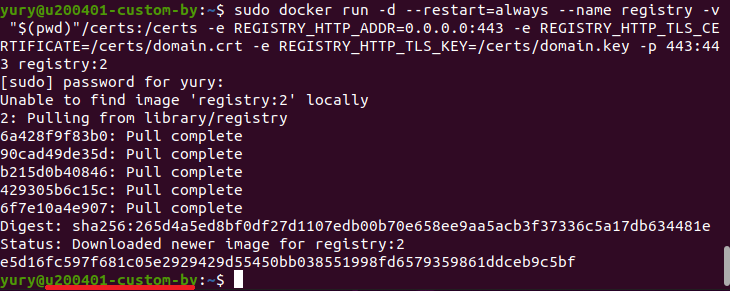 yury@u200401-custom-by:~$ sudo docker run -d --restart=always --name registry -v
"$(pwd)"/certs:/certs -e REGISTRY_HTTP_ADDR=0.0.0.0:443 -e REGISTRY_HTTP_TLS_CE
RTIFICATE=/certs/domain.crt -e REGISTRY_HTTP_TLS_KEY=/certs/domain.key -p 443:44
3 registry:2
[sudo] password for yury:
Unable to find image 'registry:2' locally
2: Pulling from library/registry
6a428f9f83b0: Pull complete
90cad49de35d: Pull complete
b215d0b40846: Pull complete
429305b6c15c: Pull complete
6f7e10a4e907: Pull complete
Digest: sha256:265d4a5ed8bf0df27d1107edb00b70e658ee9aa5acb3f37336c5a17db634481e
Status: Downloaded newer image for registry:2
e5d16fc597f681c05e2929429d55450bb038551998fd6579359861ddceb9c5bf
yury@u200401-custom-by:~$